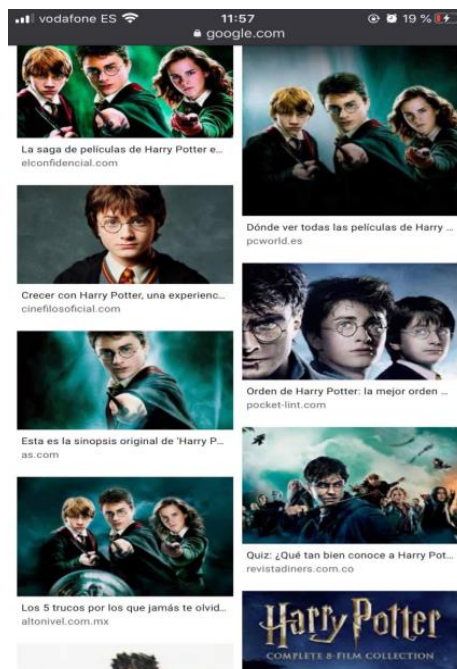 vodafone ES
11:57
19 %
google.com
La saga de películas de Harry Potter e...
elconfidencial.com
Crecer con Harry Potter, una experienc...
cinefilosoficial.com
Esta es la sinopsis original de 'Harry P...
as.com
Los 5 trucos por los que jamás te olvid...
altonivel.com.mx
Dónde ver todas las películas de Harry ...
pcworld.es
Orden de Harry Potter: la mejor orden ...
pocket-lint.com
Quiz: ¿Qué tan bien conoce a Harry Pot...
revistadiners.com.co
Harry Potter
COMPLETE 8-FILM COLLECTION